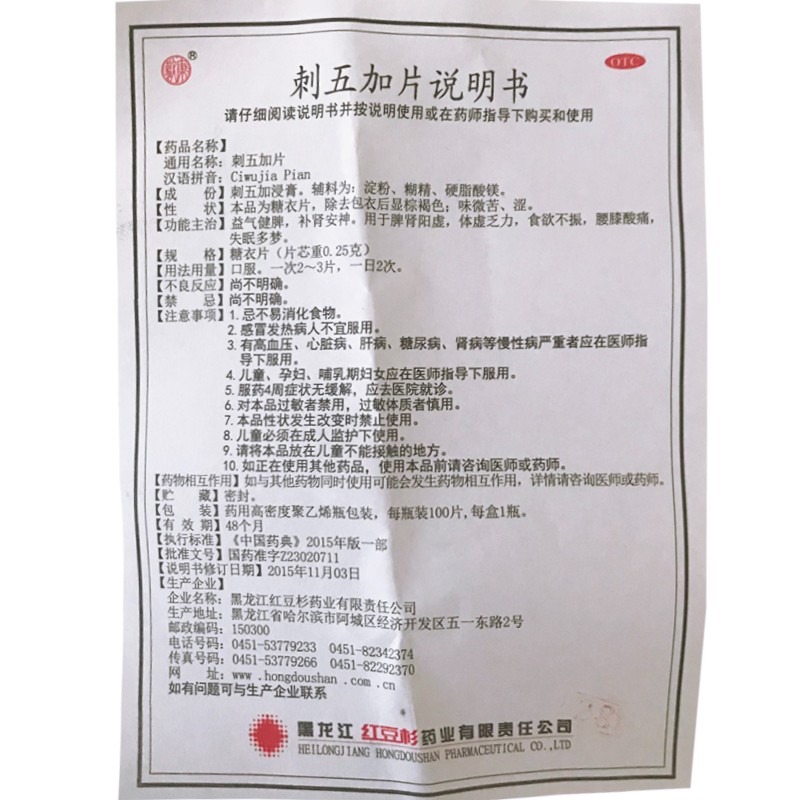 ®
OTC
刺五加片说明书
请仔细阅读说明书并按说明使用或在药师指导下购买和使用
【药品名称】
通用名称：刺五加片
汉语拼音：Ciwujia Pian
【成 份】刺五加浸膏。辅料为：淀粉、糊精、硬脂酸镁。
【性 状】本品为糖衣片，除去包衣后显棕褐色；味微苦、涩。
【功能主治】益气健脾，补肾安神。用于脾肾阳虚，体虚乏力，食欲不振，腰膝酸痛，
失眠多梦。
【规 格】糖衣片（片芯重0.25克）
【用法用量】口服。一次2～3片，一日2次。
【不良反应】尚不明确。
【禁 忌】尚不明确。
【注意事项】1.忌不易消化食物。
2.感冒发热病人不宜服用。
3.有高血压、心脏病、肝病、糖尿病、肾病等慢性病严重者应在医师指
导下服用。
4.儿童、孕妇、哺乳期妇女应在医师指导下服用。
5.服药4周症状无缓解，应去医院就诊。
6.对本品过敏者禁用，过敏体质者慎用。
7.本品性状发生改变时禁止使用。
8.儿童必须在成人监护下使用。
9.请将本品放在儿童不能接触的地方。
10.如正在使用其他药品，使用本品前请咨询医师或药师。
【药物相互作用】如与其他药物同时使用可能会发生药物相互作用，详情请咨询医师或药师。
【贮 藏】密封。
【包 装】药用高密度聚乙烯瓶包装，每瓶装100片,每盒1瓶。
【有 效 期】48个月
【执行标准】《中国药典》2015年版一部
【批准文号】国药准字Z23020711
【说明书修订日期】2015年11月03日
【生产企业】
企业名称：黑龙江红豆杉药业有限责任公司
生产地址：黑龙江省哈尔滨市阿城区经济开发区五一东路2号
邮政编码：150300
电话号码：0451-53779233 0451-82342374
传真号码：0451-53779266 0451-82292370
网 址：www.hongdoushan.com.cn
如有问题可与生产企业联系
黑龙江 红豆杉药业有限责任公司
HEILONGJIANG HONGDOUSHAN PHARMACEUTICAL CO.,LTD